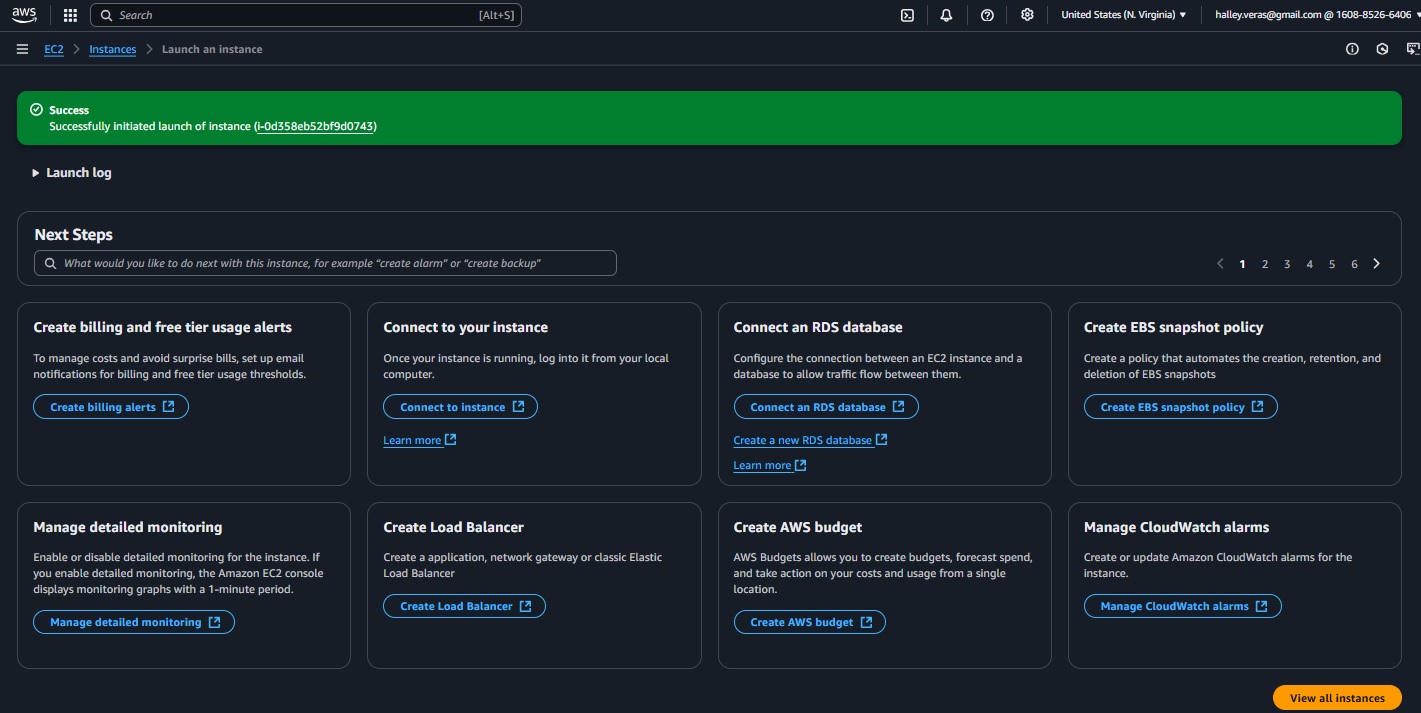 aws
Search [Alt+S]
United States (N. Virginia)
halley.veras@gmail.com @ 1608-8526-6406
EC2 > Instances > Launch an instance
Success
Successfully initiated launch of instance (i-0d358eb52bf9d0743)
Launch log
Next Steps
What would you like to do next with this instance, for example “create alarm” or “create backup”
1 2 3 4 5 6
Create billing and free tier usage alerts
To manage costs and avoid surprise bills, set up email
notifications for billing and free tier usage thresholds.
Create billing alerts
Connect to your instance
Once your instance is running, log into it from your local
computer.
Connect to instance
Learn more
Connect an RDS database
Configure the connection between an EC2 instance and a
database to allow traffic flow between them.
Connect an RDS database
Create a new RDS database
Learn more
Create EBS snapshot policy
Create a policy that automates the creation, retention, and
deletion of EBS snapshots
Create EBS snapshot policy
Manage detailed monitoring
Enable or disable detailed monitoring for the instance. If
you enable detailed monitoring, the Amazon EC2 console
displays monitoring graphs with a 1-minute period.
Manage detailed monitoring
Create Load Balancer
Create a application, network gateway or classic Elastic
Load Balancer
Create Load Balancer
Create AWS budget
AWS Budgets allows you to create budgets, forecast spend,
and take action on your costs and usage from a single
location.
Create AWS budget
Manage CloudWatch alarms
Create or update Amazon CloudWatch alarms for the
instance.
Manage CloudWatch alarms
View all instances